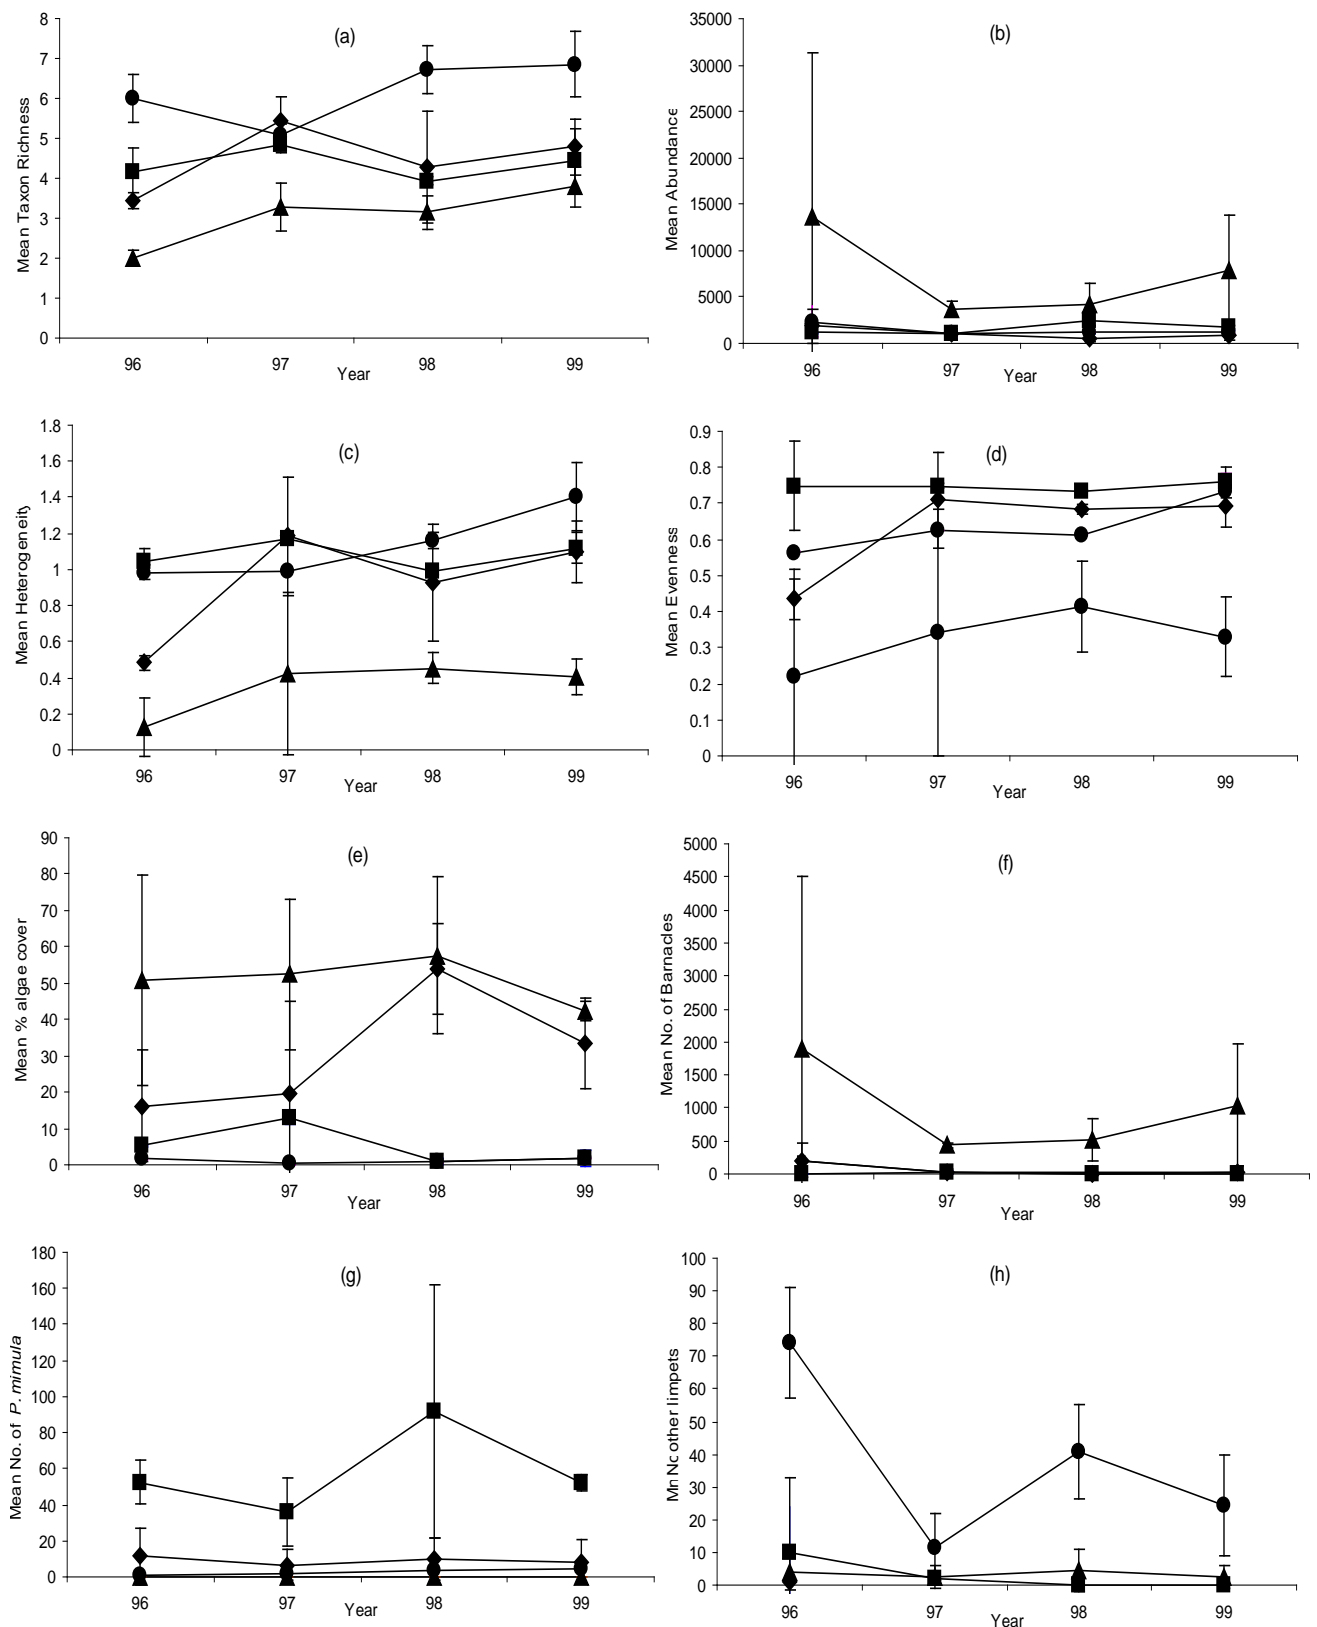 (a)
Mean Taxon Richness
8
7
6
5
4
3
2
1
0
96 97 98 99
Year
(b)
Mean Abundance
35000
30000
25000
20000
15000
10000
5000
0
96 97 98 99
Year
(c)
Mean Heterogeneity
1.8
1.6
1.4
1.2
1
0.8
0.6
0.4
0.2
0
96 97 98 99
Year
(d)
Mean Evenness
0.9
0.8
0.7
0.6
0.5
0.4
0.3
0.2
0.1
0
96 97 98 99
Year
(e)
Mean % algae cover
90
80
70
60
50
40
30
20
10
0
96 97 98 99
Year
(f)
Mean No. of Barnacles
5000
4500
4000
3500
3000
2500
2000
1500
1000
500
0
96 97 98 99
Year
(g)
Mean No. of P. mimula
180
160
140
120
100
80
60
40
20
0
96 97 98 99
Year
(h)
Mn No other limpets
100
90
80
70
60
50
40
30
20
10
0
96 97 98 99
Year